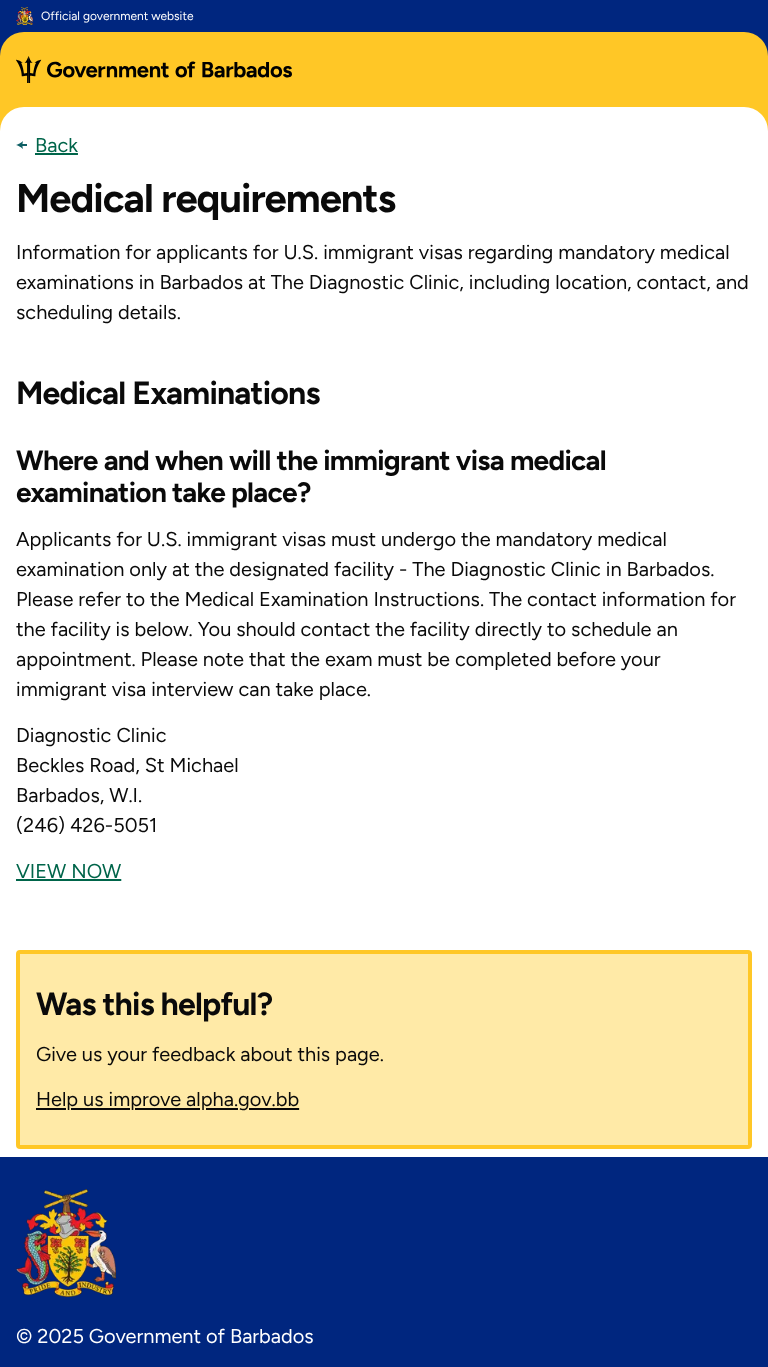 Official government website
Government of Barbados
Back
Medical requirements
Information for applicants for U.S. immigrant visas regarding mandatory medical
examinations in Barbados at The Diagnostic Clinic, including location, contact, and
scheduling details.
Medical Examinations
Where and when will the immigrant visa medical
examination take place?
Applicants for U.S. immigrant visas must undergo the mandatory medical
examination only at the designated facility - The Diagnostic Clinic in Barbados.
Please refer to the Medical Examination Instructions. The contact information for
the facility is below. You should contact the facility directly to schedule an
appointment. Please note that the exam must be completed before your
immigrant visa interview can take place.
Diagnostic Clinic
Beckles Road, St Michael
Barbados, W.I.
(246) 426-5051
VIEW NOW
Was this helpful?
Give us your feedback about this page.
Help us improve alpha.gov.bb
PRIDE AND INDUSTRY
© 2025 Government of Barbados